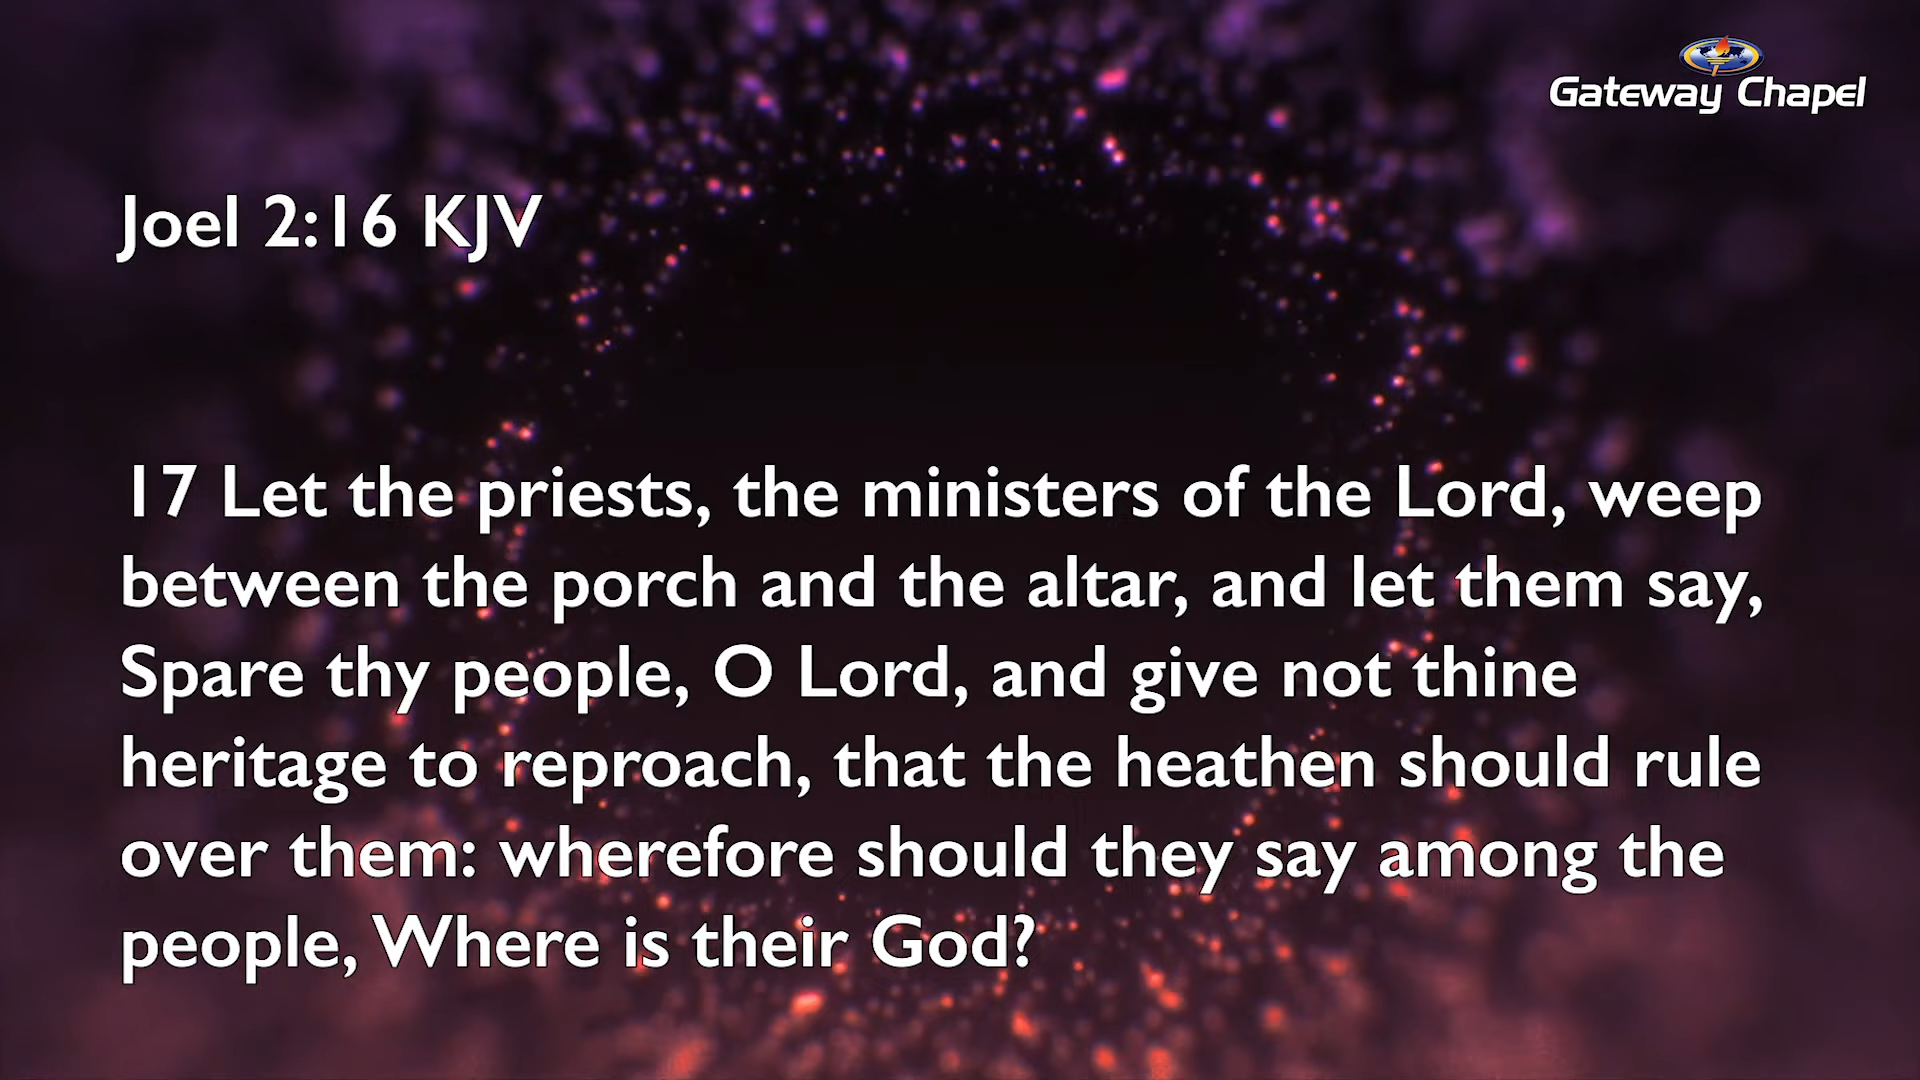 Gateway Chapel
Joel 2:16 KJV
17 Let the priests, the ministers of the Lord, weep
between the porch and the altar, and let them say,
Spare thy people, O Lord, and give not thine
heritage to reproach, that the heathen should rule
over them: wherefore should they say among the
people, Where is their God?